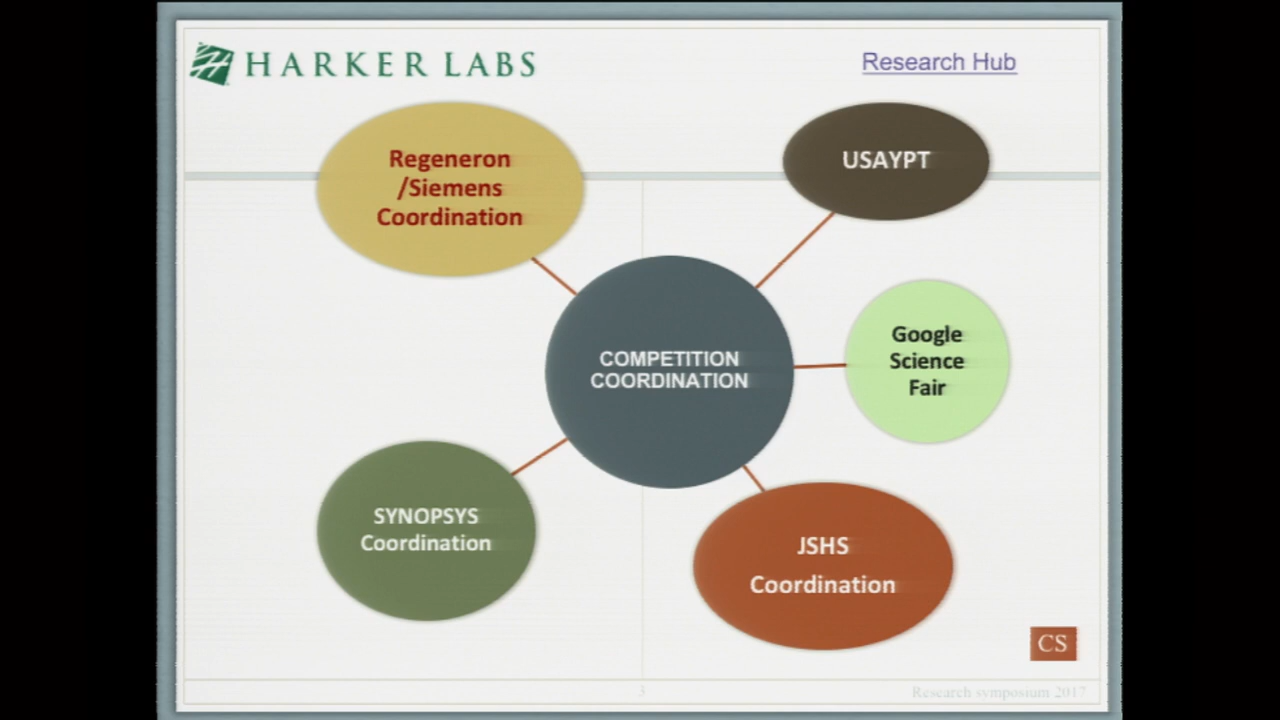 HARKER LABS
Research Hub
Regeneron
/Siemens
Coordination
USAYPT
COMPETITION
COORDINATION
Google
Science
Fair
SYNOPSYS
Coordination
JSHS
Coordination
CS
3
Research symposium 2017